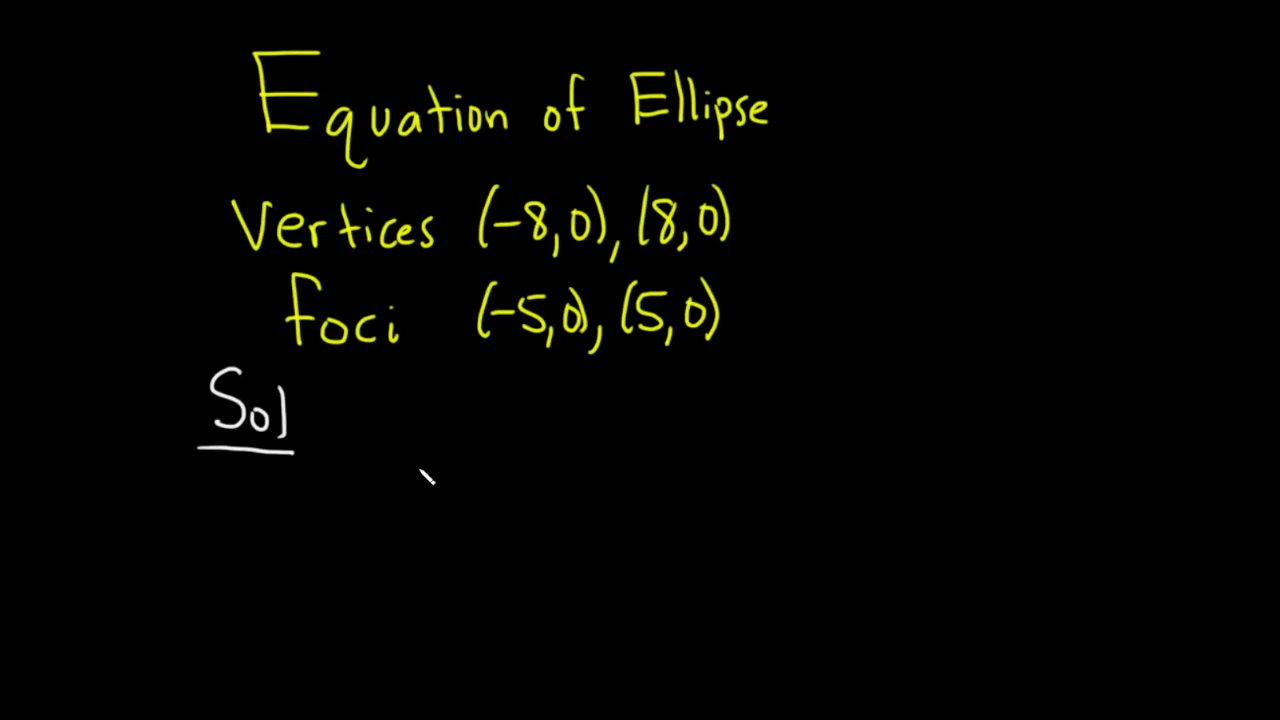 Equation of Ellipse
Vertices (-8,0), (8,0)
foci (-5,0), (5,0)
Sol